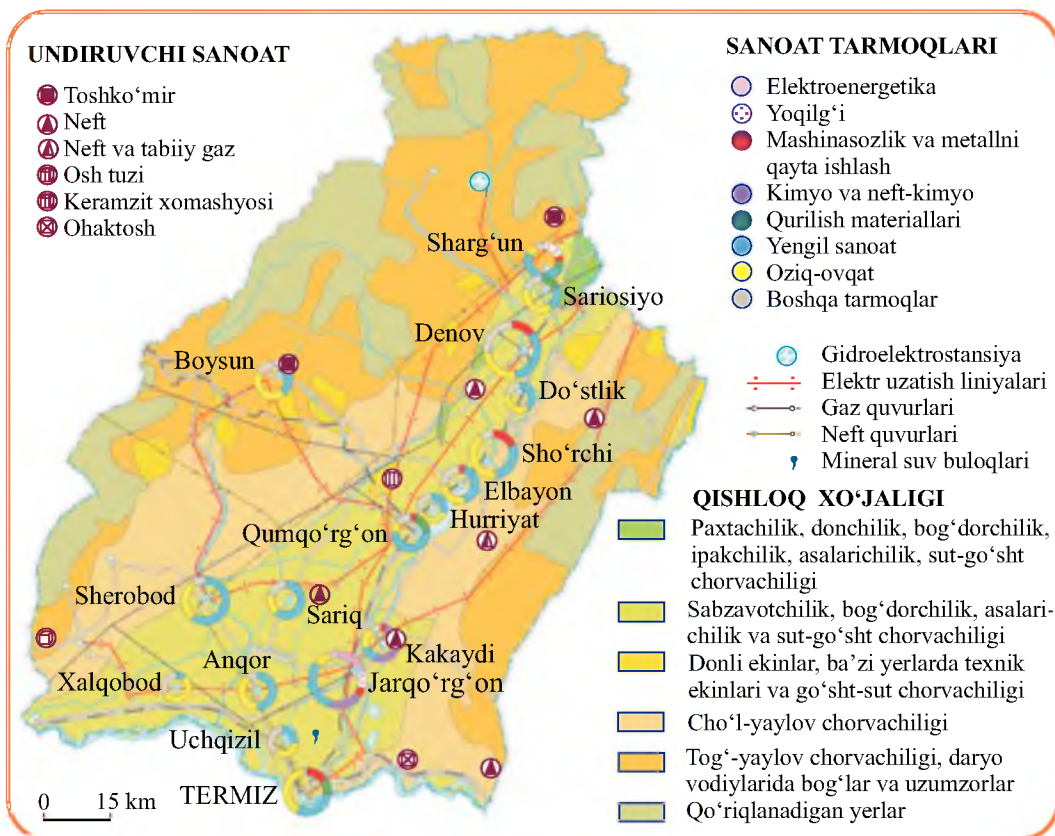 UNDIRUVCHI SANOAT
Toshko‘mir
Neft
Neft va tabiiy gaz
Osh tuzi
Keramzit xomashyosi
Ohaktosh
SANOAT TARMOQLARI
Elektroenergetika
Yoqilg‘i
Mashinasozlik va metallni
qayta ishlash
Kimyo va neft-kimyo
Qurilish materiallari
Yengil sanoat
Oziq-ovqat
Boshqa tarmoqlar
Gidroelektrostansiya
Elektr uzatish liniyalari
Gaz quvurlari
Neft quvurlari
Mineral suv buloqlari
QISHLOQ XO‘JALIGI
Paxtachilik, donchilik, bog‘dorchilik,
ipakchilik, asalarichilik, sut-go‘sht
chorvachiligi
Sabzavotchilik, bog‘dorchilik, asalari-
chilik va sut-go‘sht chorvachiligi
Donli ekinlar, ba’zi yerlarda texnik
ekinlari va go‘sht-sut chorvachiligi
Cho‘l-yaylov chorvachiligi
Tog‘-yaylov chorvachiligi, daryo
vodiylarida bog‘lar va uzumzorlar
Qo‘riqlanadigan yerlar
Sharg‘un
Sariosiyo
Denov
Boysun
Do‘stlik
Sho‘rchi
Elbayon
Hurriyat
Qumqo‘rg‘on
Sherobod
Sariq
Kakaydi
Anqor
Jarqo‘rg‘on
Xalqobod
Uchqizil
TERMIZ
0 15 km